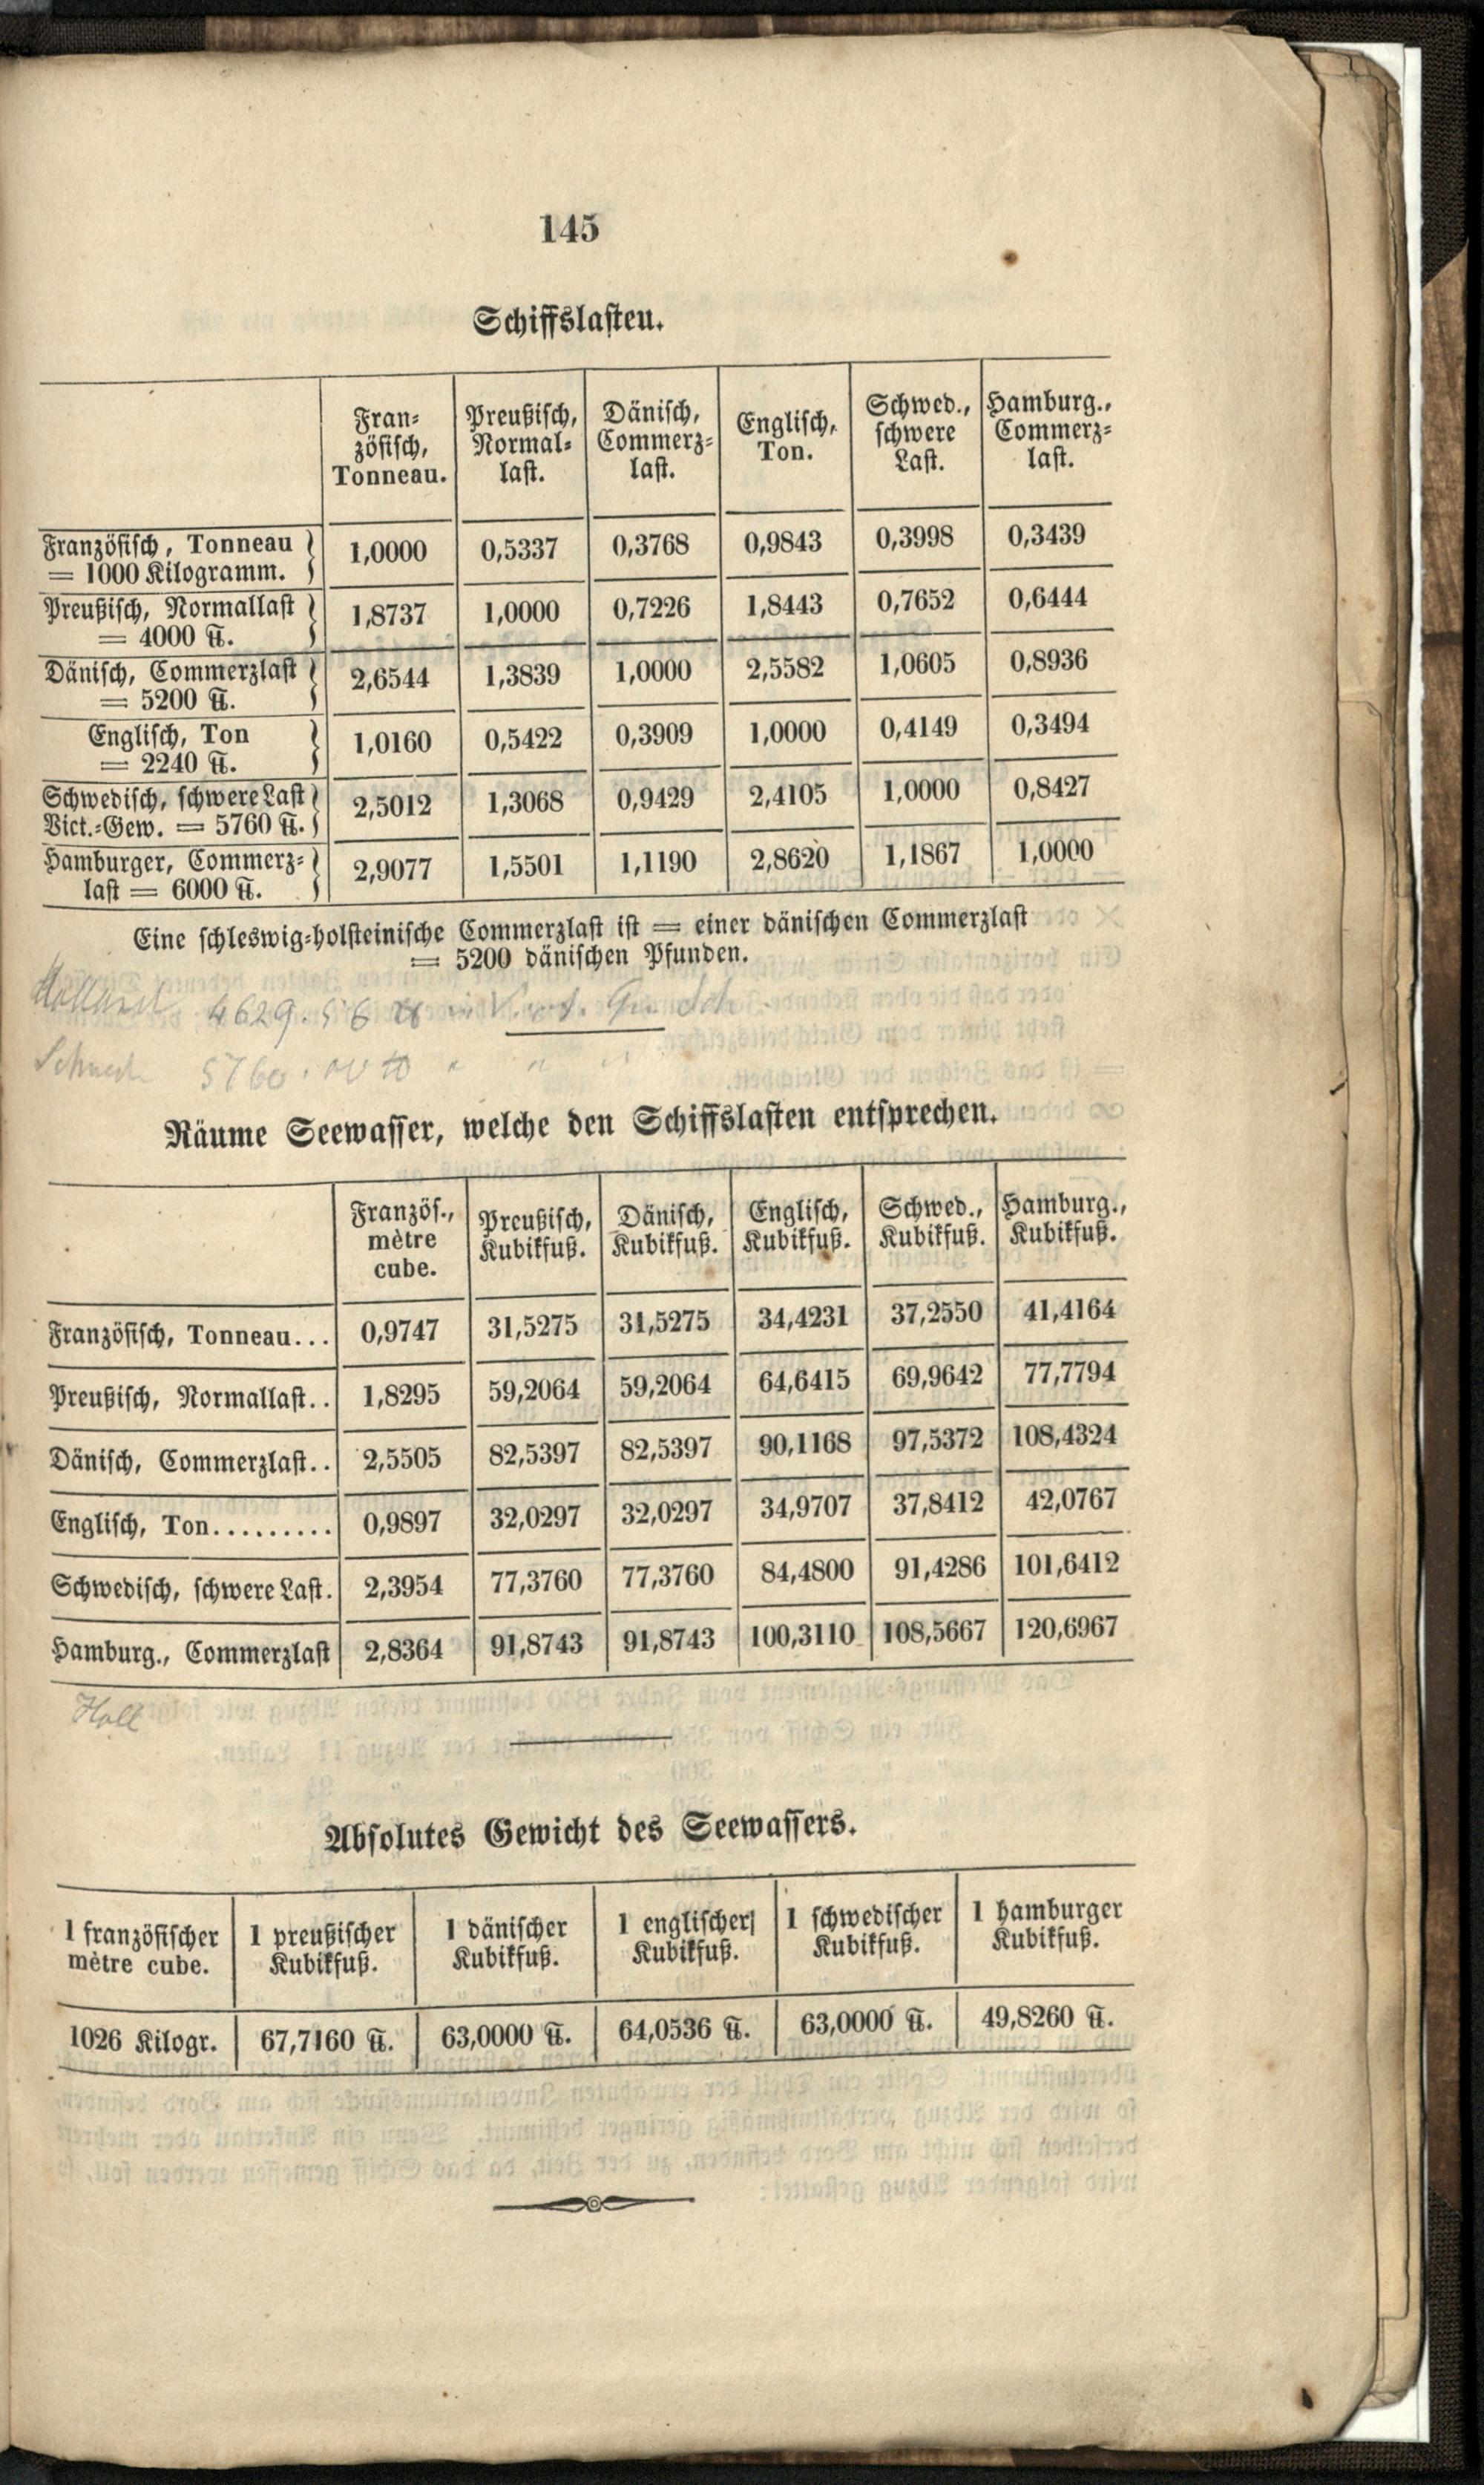 145
Schiffslasten.
Fran-
zösisch,
Tonneau.
Preußisch,
Normal-
last.
Dänisch,
Commerz-
last.
Englisch,
Ton.
Schwed.,
schwere
Last.
Hamburg.,
Commerz-
last.
Französisch, Tonneau
= 1000 Kilogramm.
1,0000 0,5337 0,3768 0,9843 0,3998 0,3439
Preußisch, Normallast
= 4000 ℔.
1,8737 1,0000 0,7226 1,8443 0,7652 0,6444
Dänisch, Commerzlast
= 5200 ℔.
2,6544 1,3839 1,0000 2,5582 1,0605 0,8936
Englisch, Ton
= 2240 ℔.
1,0160 0,5422 0,3909 1,0000 0,4149 0,3494
Schwedisch, schwere Last
Vict.-Gew. = 5760 ℔.
2,5012 1,3068 0,9429 2,4105 1,0000 0,8427
Hamburger, Commerz-
last = 6000 ℔.
2,9077 1,5501 1,1190 2,8620 1,1867 1,0000
Eine schleswig-holsteinische Commerzlast ist = einer dänischen Commerzlast
= 5200 dänischen Pfunden.
Holland 4629.56 ℔
5760.00 ℔ " " "
Räume Seewasser, welche den Schiffslasten entsprechen.
Französ.,
mètre
cube.
Preußisch,
Kubikfuß.
Dänisch,
Kubikfuß.
Englisch,
Kubikfuß.
Schwed.,
Kubikfuß.
Hamburg.,
Kubikfuß.
Französisch, Tonneau... 0,9747 31,5275 31,5275 34,4231 37,2550 41,4164
Preußisch, Normallast.. 1,8295 59,2064 59,2064 64,6415 69,9642 77,7794
Dänisch, Commerzlast.. 2,5505 82,5397 82,5397 90,1168 97,5372 108,4324
Englisch, Ton......... 0,9897 32,0297 32,0297 34,9707 37,8412 42,0767
Schwedisch, schwere Last. 2,3954 77,3760 77,3760 84,4800 91,4286 101,6412
Hamburg., Commerzlast 2,8364 91,8743 91,8743 100,3110 108,5667 120,6967
Holl
Absolutes Gewicht des Seewassers.
1 französischer
mètre cube.
1 preußischer
Kubikfuß.
1 dänischer
Kubikfuß.
1 englischer
Kubikfuß.
1 schwedischer
Kubikfuß.
1 hamburger
Kubikfuß.
1026 Kilogr. 67,7160 ℔. 63,0000 ℔. 64,0536 ℔. 63,0000 ℔. 49,8260 ℔.